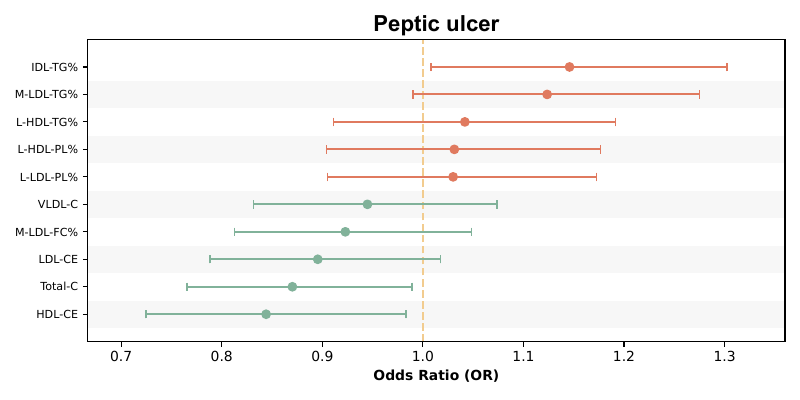 Peptic ulcer
IDL-TG%
M-LDL-TG%
L-HDL-TG%
L-HDL-PL%
L-LDL-PL%
VLDL-C
M-LDL-FC%
LDL-CE
Total-C
HDL-CE
0.7 0.8 0.9 1.0 1.1 1.2 1.3
Odds Ratio (OR)